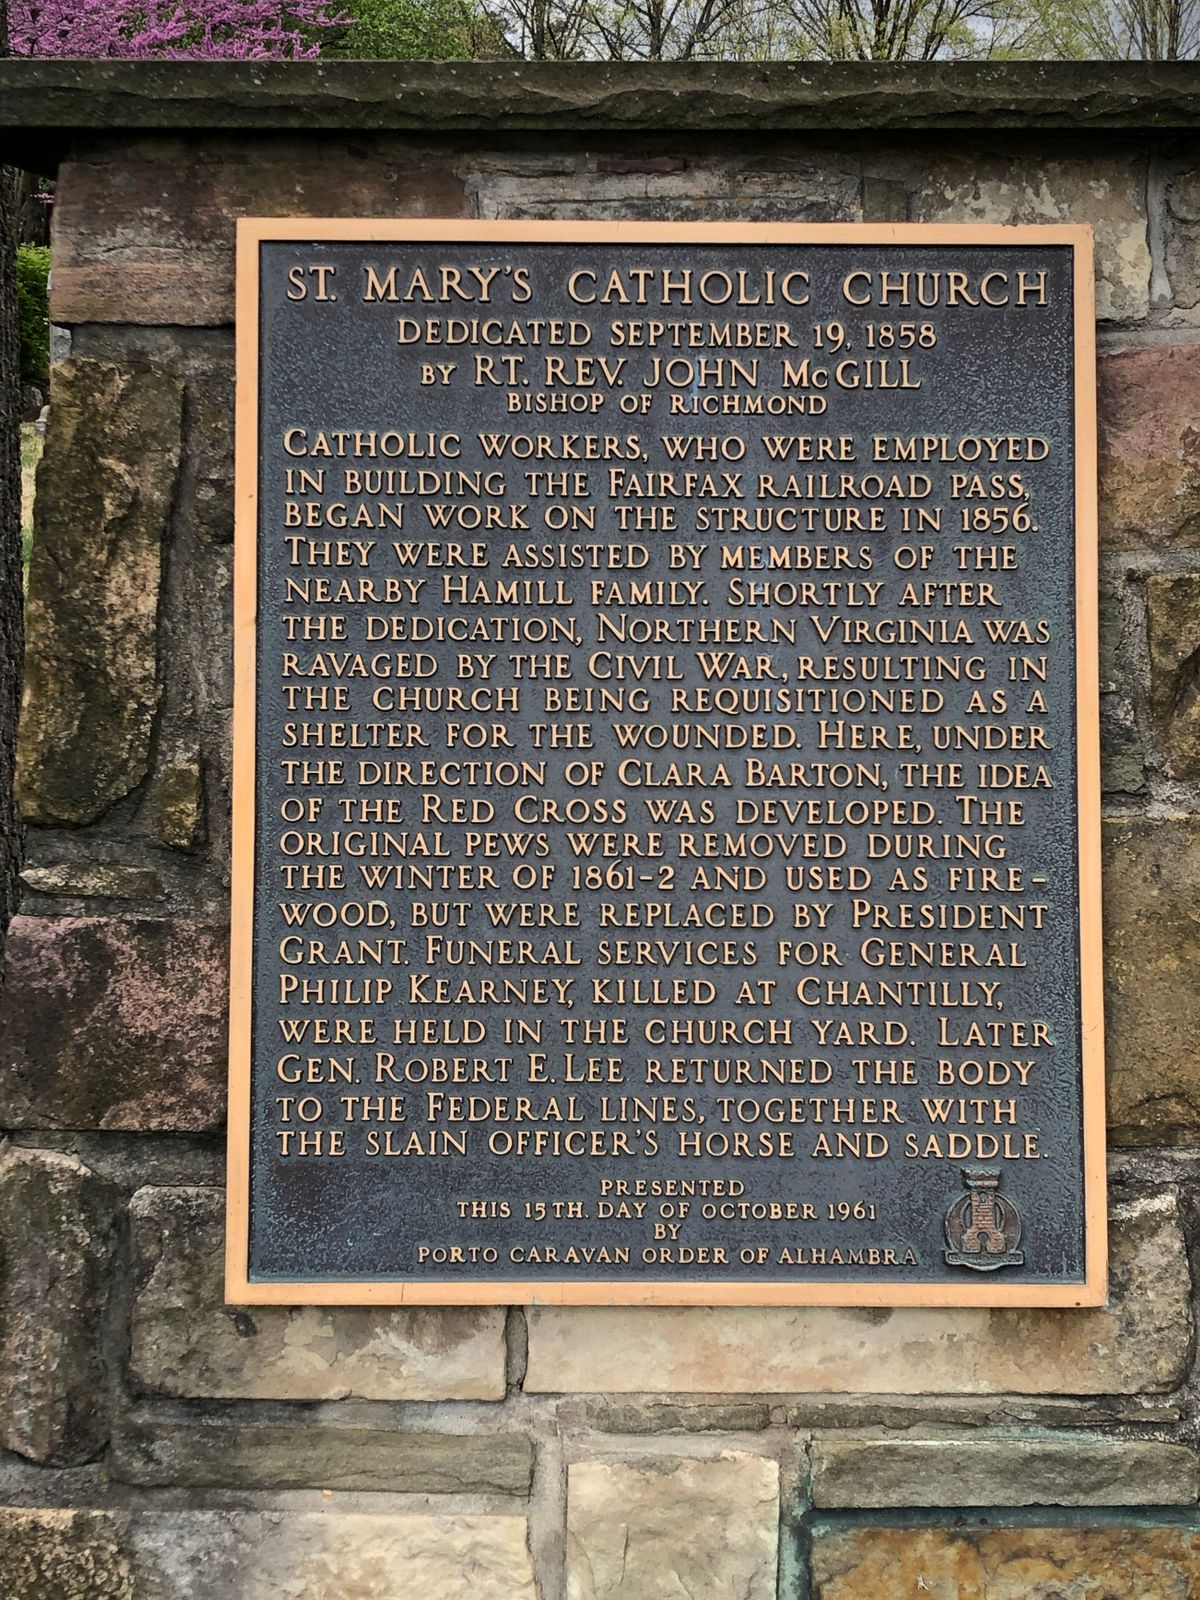 ST. MARY'S CATHOLIC CHURCH
DEDICATED SEPTEMBER 19, 1858
BY RT. REV. JOHN McGILL
BISHOP OF RICHMOND
CATHOLIC WORKERS, WHO WERE EMPLOYED
IN BUILDING THE FAIRFAX RAILROAD PASS,
BEGAN WORK ON THE STRUCTURE IN 1856.
THEY WERE ASSISTED BY MEMBERS OF THE
NEARBY HAMILL FAMILY. SHORTLY AFTER
THE DEDICATION, NORTHERN VIRGINIA WAS
RAVAGED BY THE CIVIL WAR, RESULTING IN
THE CHURCH BEING REQUISITIONED AS A
SHELTER FOR THE WOUNDED. HERE, UNDER
THE DIRECTION OF CLARA BARTON, THE IDEA
OF THE RED CROSS WAS DEVELOPED. THE
ORIGINAL PEWS WERE REMOVED DURING
THE WINTER OF 1861-2 AND USED AS FIRE-
WOOD, BUT WERE REPLACED BY PRESIDENT
GRANT. FUNERAL SERVICES FOR GENERAL
PHILIP KEARNEY, KILLED AT CHANTILLY,
WERE HELD IN THE CHURCH YARD. LATER
GEN. ROBERT E. LEE RETURNED THE BODY
TO THE FEDERAL LINES, TOGETHER WITH
THE SLAIN OFFICER'S HORSE AND SADDLE.
PRESENTED
THIS 15TH. DAY OF OCTOBER 1961
BY
PORTO CARAVAN ORDER OF ALHAMBRA